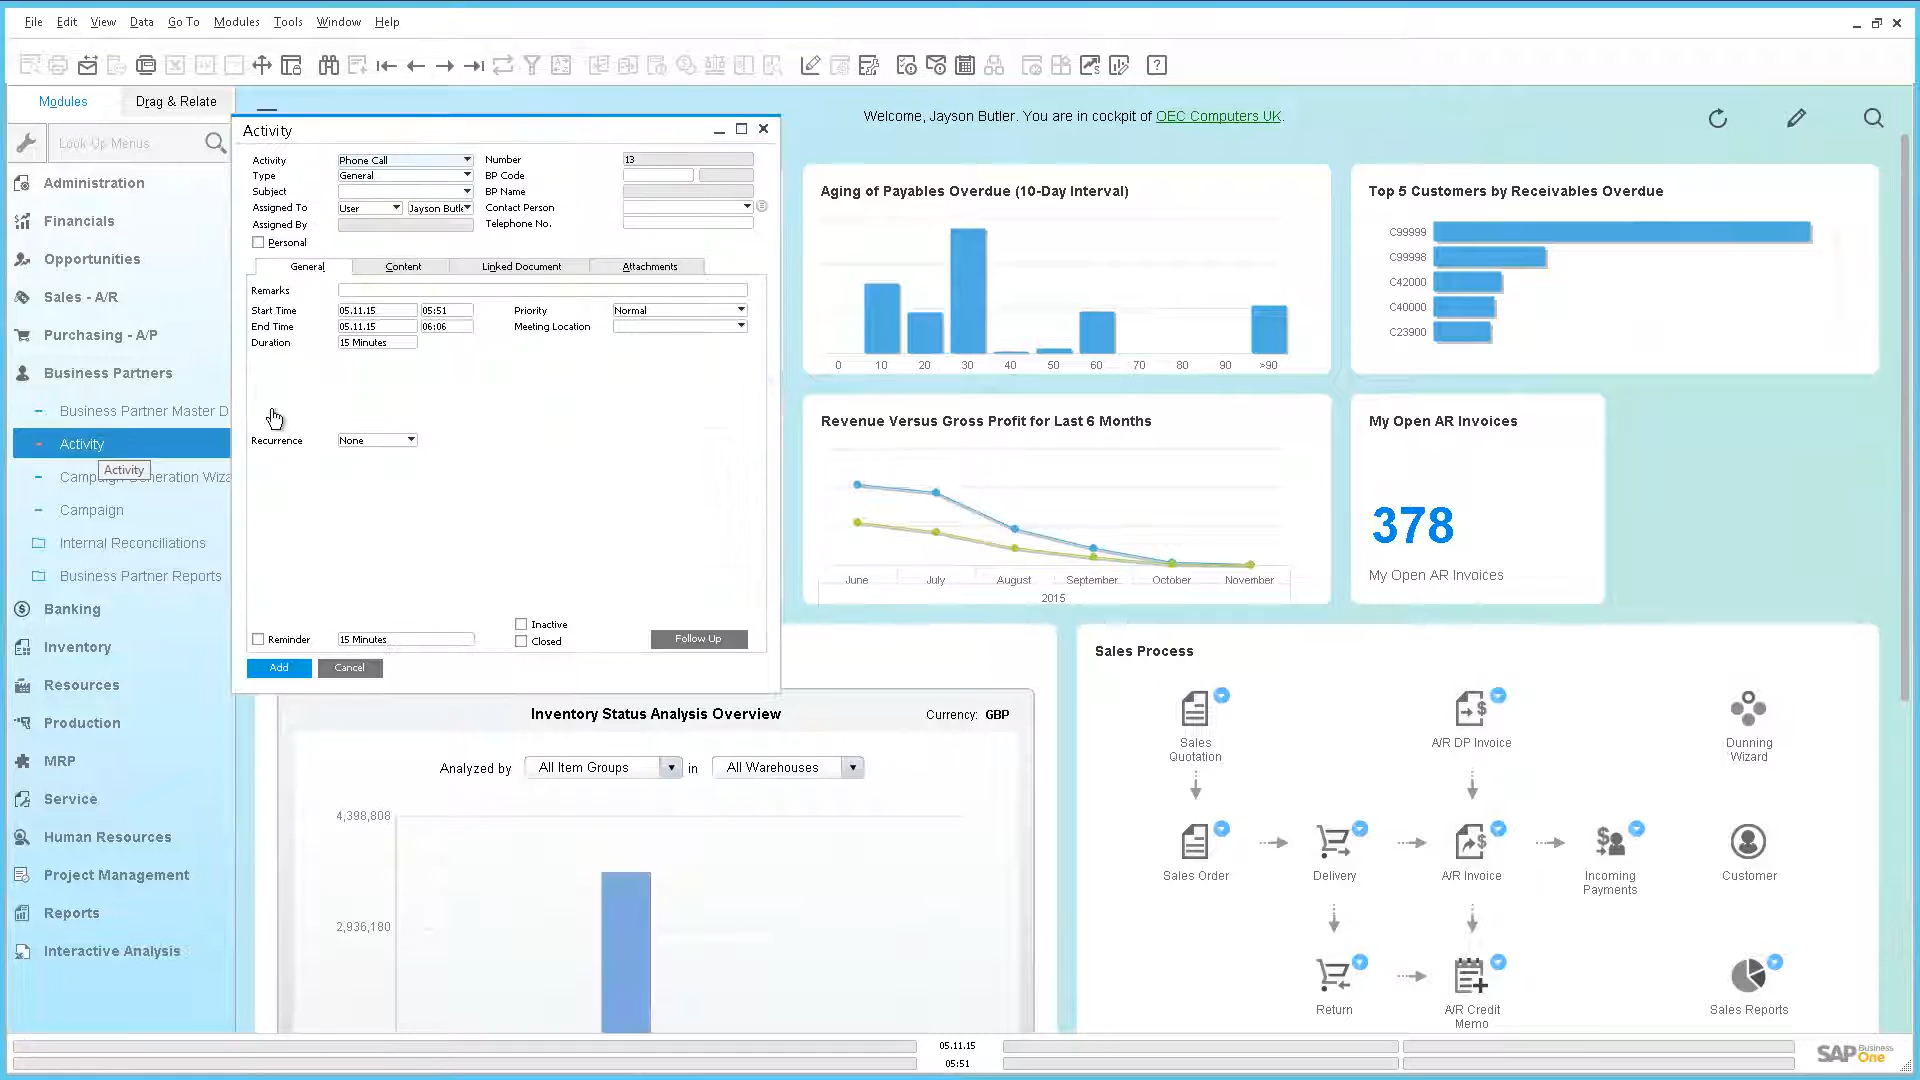 File Edit View Data Go To Modules Tools Window Help
Modules Drag & Relate
Look-Up Menus
Administration
Financials
Opportunities
Sales - A/R
Purchasing - A/P
Business Partners
Business Partner Master D
Activity
Activity
Campaign Generation Wiza
Campaign
Internal Reconciliations
Business Partner Reports
Banking
Inventory
Resources
Production
MRP
Service
Human Resources
Project Management
Reports
Interactive Analysis
Activity
Activity Phone Call Number 13
Type General BP Code
Subject BP Name
Assigned To User Jayson Butle Contact Person
Assigned By Telephone No.
Personal
General Content Linked Document Attachments
Remarks
Start Time 05.11.15 05:51 Priority Normal
End Time 05.11.15 06:06 Meeting Location
Duration 15 Minutes
Recurrence None
Inactive
Reminder 15 Minutes Closed Follow Up
Add Cancel
Welcome, Jayson Butler. You are in cockpit of OEC Computers UK.
Aging of Payables Overdue (10-Day Interval)
0 10 20 30 40 50 60 70 80 90 >90
Top 5 Customers by Receivables Overdue
C99999
C99998
C42000
C40000
C23900
Revenue Versus Gross Profit for Last 6 Months
June July August September October November
2015
My Open AR Invoices
378
My Open AR Invoices
Inventory Status Analysis Overview Currency: GBP
Analyzed by All Item Groups in All Warehouses
4,398,808
2,936,180
Sales Process
Sales Quotation
A/R DP Invoice
Dunning Wizard
Sales Order
Delivery
A/R Invoice
Incoming Payments
Customer
Return
A/R Credit Memo
Sales Reports
05.11.15
05:51
SAP Business One